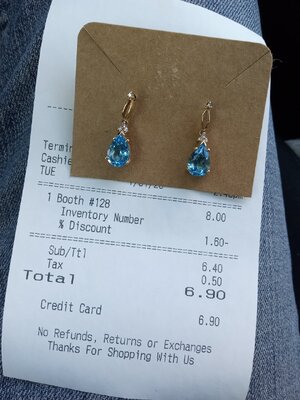 Termin
Cashie
TUE
1 Booth #128 8.00
Inventory Number
% Discount 1.60-
Sub/Ttl 6.40
Tax 0.50
Total 6.90
Credit Card 6.90
No Refunds, Returns or Exchanges
Thanks For Shopping With Us